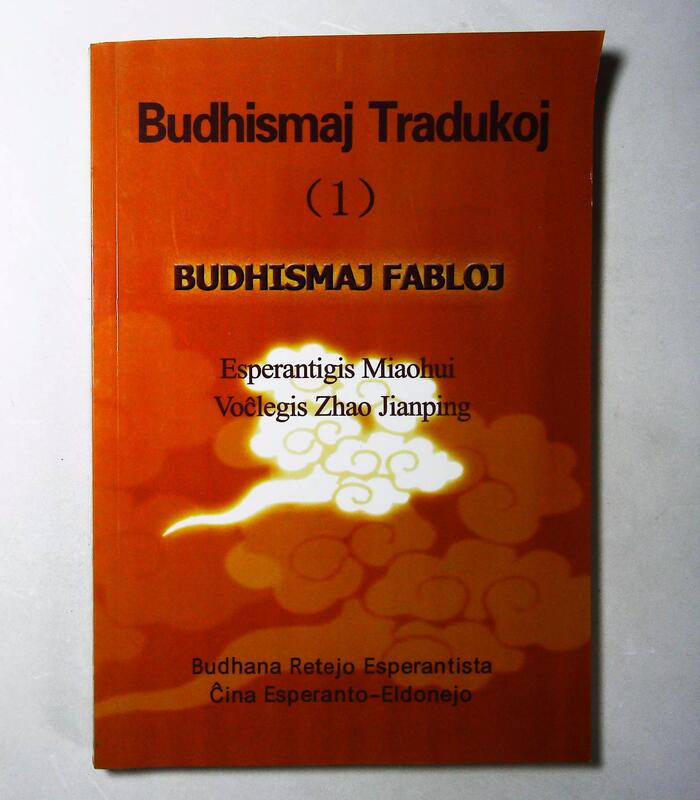 Budhismaj Tradukoj
(1)
BUDHISMAJ FABLOJ
Esperantigis Miaohui
Voĉlegis Zhao Jianping
Budhana Retejo Esperantista
Ĉina Esperanto-Eldonejo